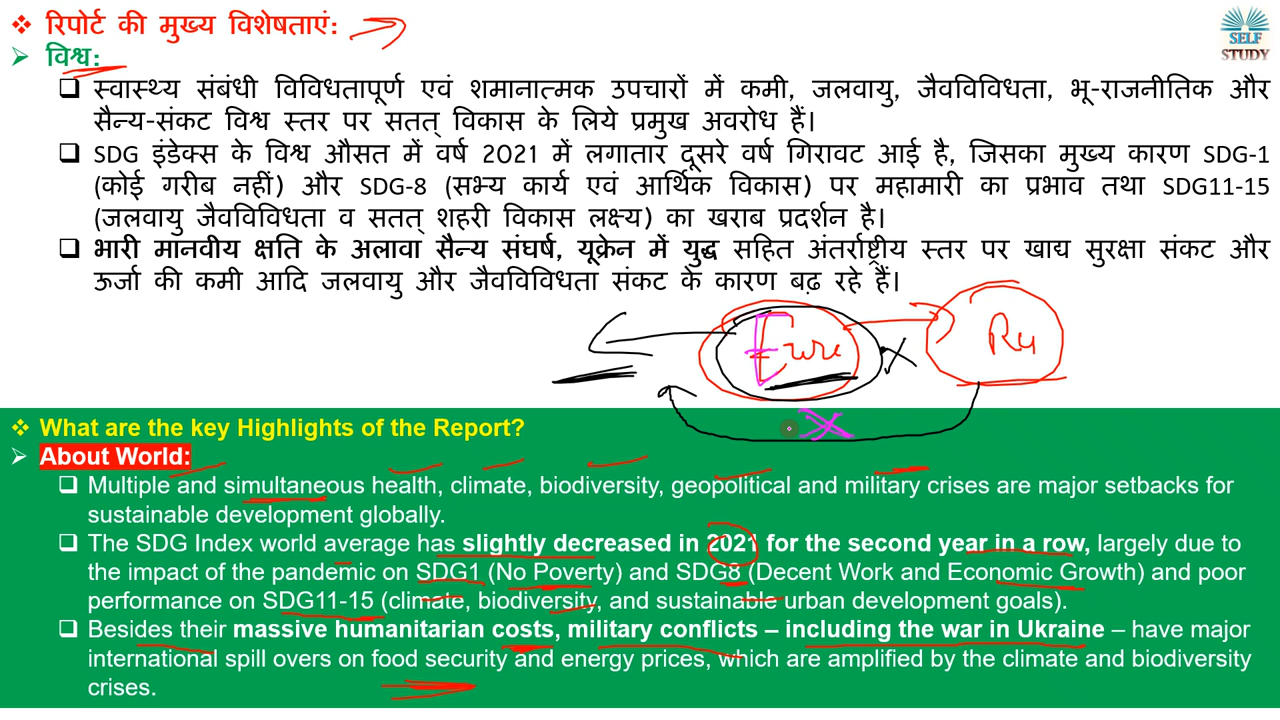 ❖ रिपोर्ट की मुख्य विशेषताएं:
SELF
STUDY
➢ विश्व:
❑ स्वास्थ्य संबंधी विविधतापूर्ण एवं शमानात्मक उपचारों में कमी, जलवायु, जैवविविधता, भू-राजनीतिक और
सैन्य-संकट विश्व स्तर पर सतत् विकास के लिये प्रमुख अवरोध हैं।
❑ SDG इंडेक्स के विश्व औसत में वर्ष 2021 में लगातार दूसरे वर्ष गिरावट आई है, जिसका मुख्य कारण SDG-1
(कोई गरीब नहीं) और SDG-8 (सभ्य कार्य एवं आर्थिक विकास) पर महामारी का प्रभाव तथा SDG11-15
(जलवायु जैवविविधता व सतत् शहरी विकास लक्ष्य) का खराब प्रदर्शन है।
❑ भारी मानवीय क्षति के अलावा सैन्य संघर्ष, यूक्रेन में युद्ध सहित अंतर्राष्ट्रीय स्तर पर खाद्य सुरक्षा संकट और
ऊर्जा की कमी आदि जलवायु और जैवविविधता संकट के कारण बढ़ रहे हैं।
Ru
❖ What are the key Highlights of the Report?
➢ About World:
❑ Multiple and simultaneous health, climate, biodiversity, geopolitical and military crises are major setbacks for
sustainable development globally.
❑ The SDG Index world average has slightly decreased in 2021 for the second year in a row, largely due to
the impact of the pandemic on SDG1 (No Poverty) and SDG8 (Decent Work and Economic Growth) and poor
performance on SDG11-15 (climate, biodiversity, and sustainable urban development goals).
❑ Besides their massive humanitarian costs, military conflicts – including the war in Ukraine – have major
international spill overs on food security and energy prices, which are amplified by the climate and biodiversity
crises.